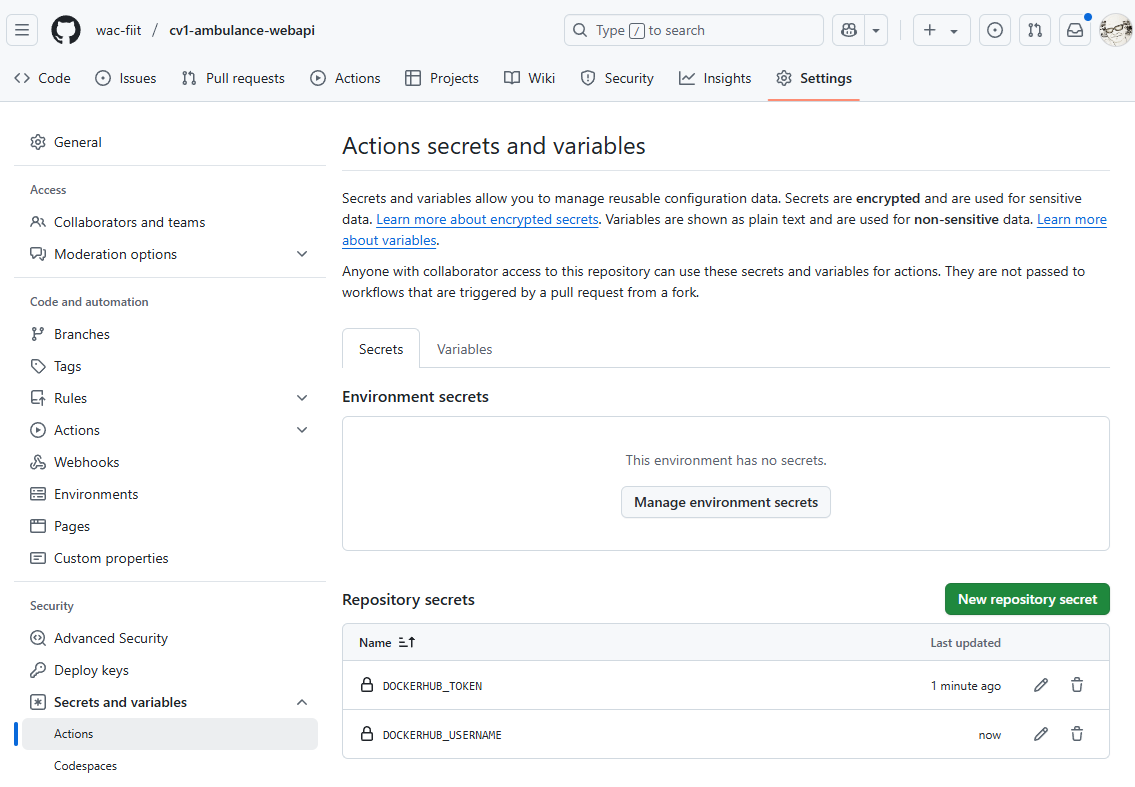 wac-fiit / cv1-ambulance-webapi
Type / to search
Code
Issues
Pull requests
Actions
Projects
Wiki
Security
Insights
Settings
General
Access
Collaborators and teams
Moderation options
Code and automation
Branches
Tags
Rules
Actions
Webhooks
Environments
Pages
Custom properties
Security
Advanced Security
Deploy keys
Secrets and variables
Actions
Codespaces
Actions secrets and variables
Secrets and variables allow you to manage reusable configuration data. Secrets are encrypted and are used for sensitive
data. Learn more about encrypted secrets. Variables are shown as plain text and are used for non-sensitive data. Learn more
about variables.
Anyone with collaborator access to this repository can use these secrets and variables for actions. They are not passed to
workflows that are triggered by a pull request from a fork.
Secrets
Variables
Environment secrets
This environment has no secrets.
Manage environment secrets
Repository secrets
New repository secret
Name
Last updated
DOCKERHUB_TOKEN
1 minute ago
DOCKERHUB_USERNAME
now